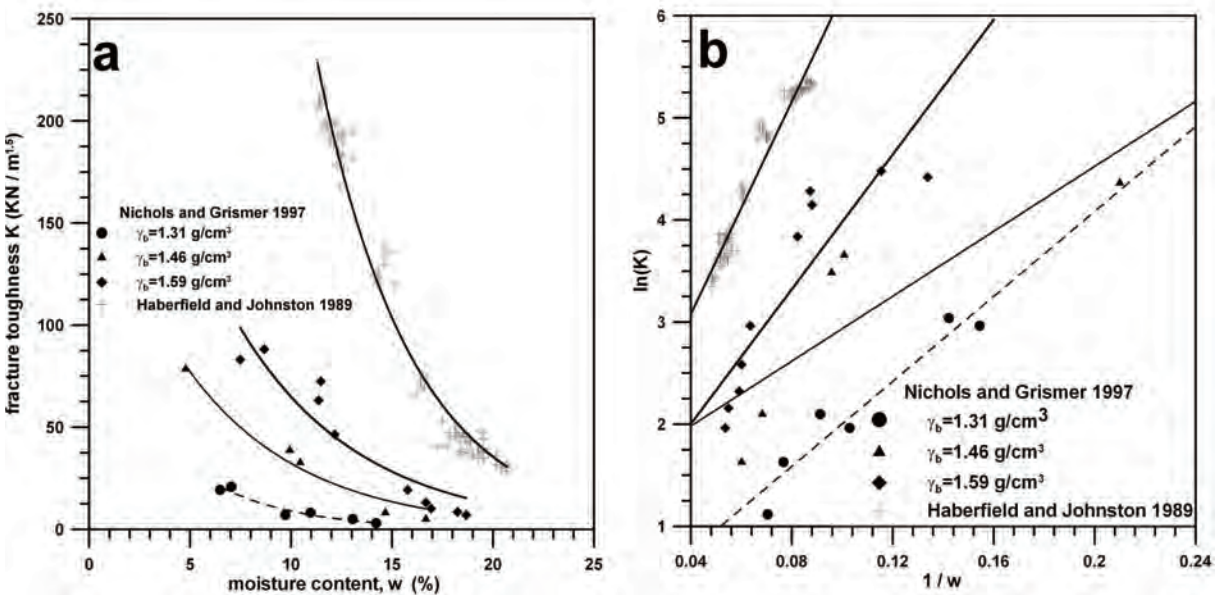 a
fracture toughness K (KN / m^1.5)
250
200
150
100
50
0
Nichols and Grismer 1997
γb=1.31 g/cm³
γb=1.46 g/cm³
γb=1.59 g/cm³
Haberfield and Johnston 1989
0 5 10 15 20 25
moisture content, w (%)
b
ln(K)
6
5
4
3
2
1
Nichols and Grismer 1997
γb=1.31 g/cm³
γb=1.46 g/cm³
γb=1.59 g/cm³
Haberfield and Johnston 1989
0.04 0.08 0.12 0.16 0.2 0.24
1 / w